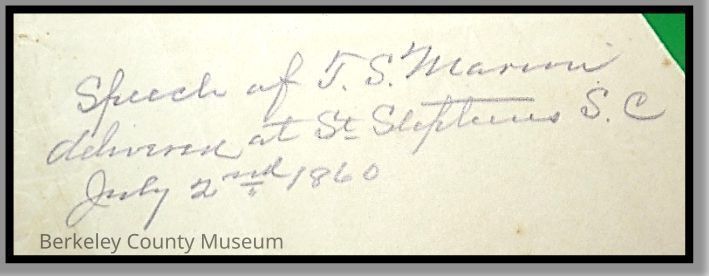 Speech of T. S. Marion
delivered at St Stephens S. C
July 2nd 1860
Berkeley County Museum